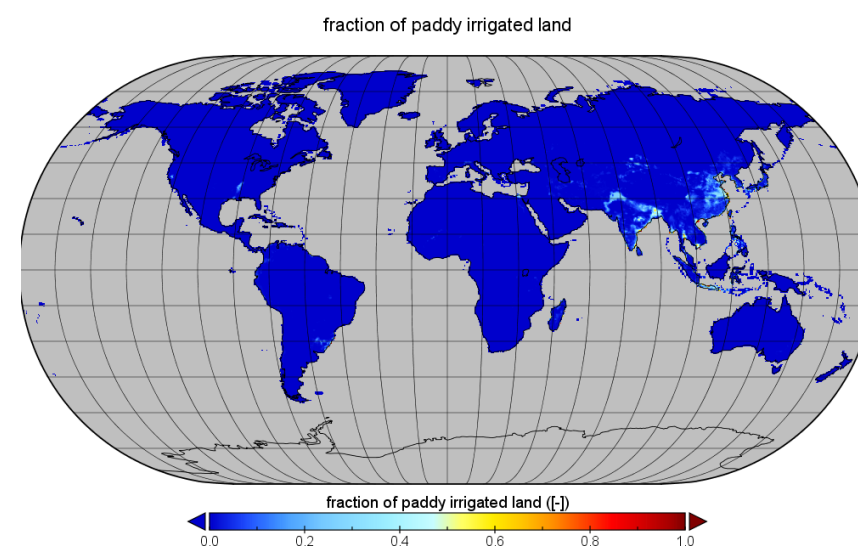 fraction of paddy irrigated land
fraction of paddy irrigated land ([-])
0.0 0.2 0.4 0.6 0.8 1.0